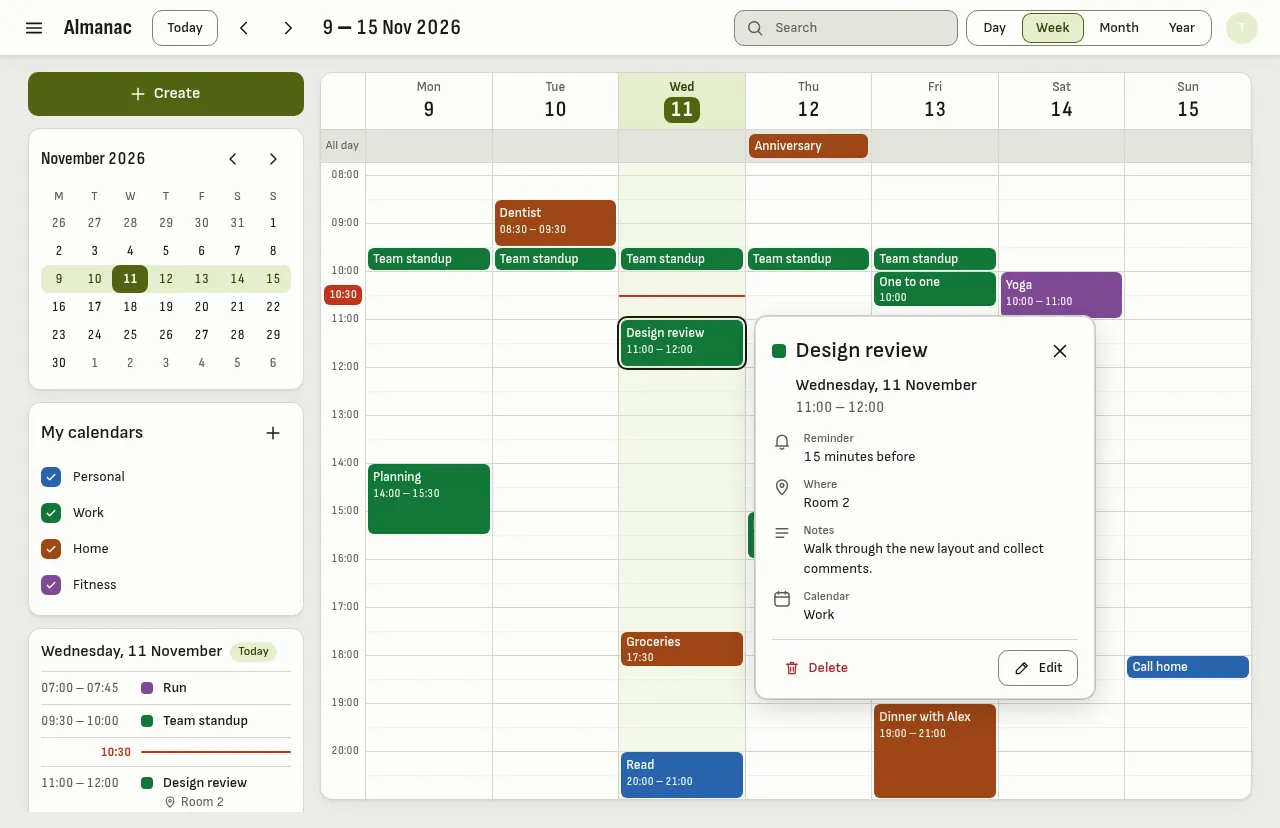 Almanac
Today
9 — 15 Nov 2026
Search
Day
Week
Month
Year
T
Create
November 2026
M T W T F S S
26 27 28 29 30 31 1
2 3 4 5 6 7 8
9 10 11 12 13 14 15
16 17 18 19 20 21 22
23 24 25 26 27 28 29
30 1 2 3 4 5 6
My calendars
Personal
Work
Home
Fitness
Wednesday, 11 November
Today
07:00 – 07:45 Run
09:30 – 10:00 Team standup
10:30
11:00 – 12:00 Design review
Room 2
Mon Tue Wed Thu Fri Sat Sun
9 10 11 12 13 14 15
All day
Anniversary
08:00
09:00
10:00
10:30
11:00
12:00
13:00
14:00
15:00
16:00
17:00
18:00
19:00
20:00
Team standup
Planning
14:00 – 15:30
Dentist
08:30 – 09:30
Team standup
Team standup
Design review
11:00 – 12:00
Groceries
17:30
Read
20:00 – 21:00
Team standup
Team standup
One to one
10:00
Dinner with Alex
19:00 – 21:00
Yoga
10:00 – 11:00
Call home
Design review
Wednesday, 11 November
11:00 – 12:00
Reminder
15 minutes before
Where
Room 2
Notes
Walk through the new layout and collect
comments.
Calendar
Work
Delete
Edit